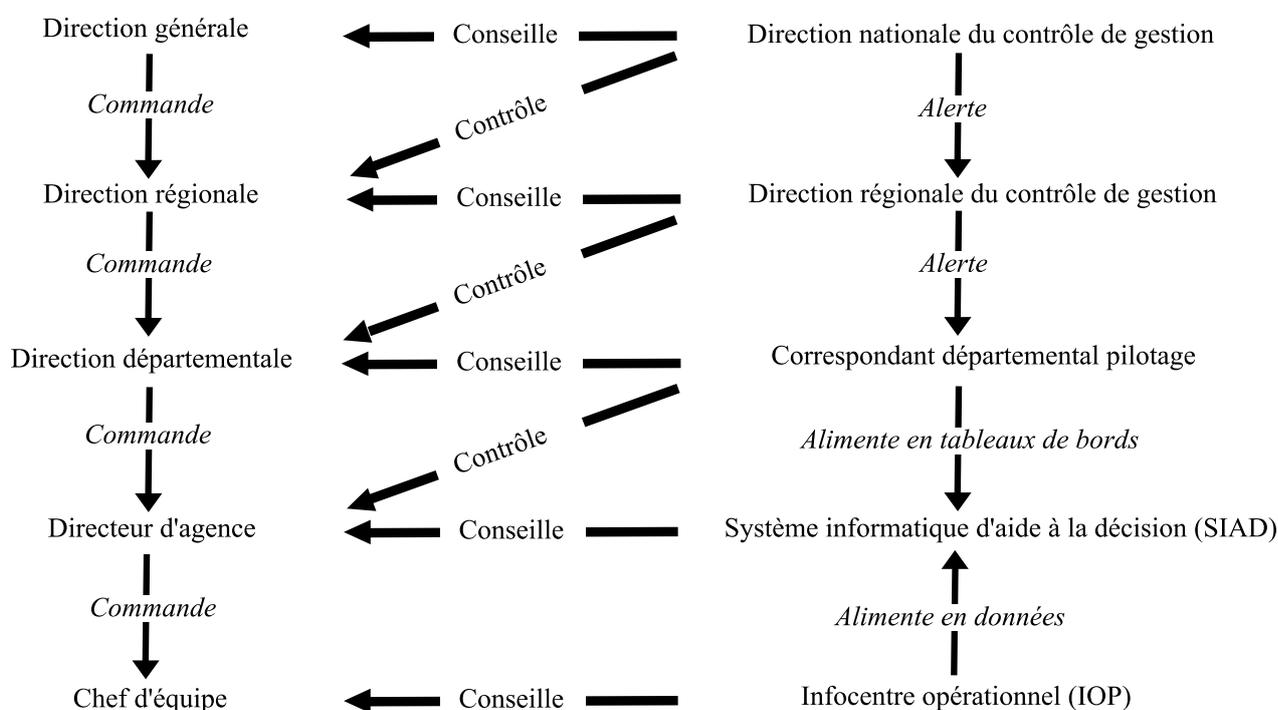 Direction générale
Conseille
Direction nationale du contrôle de gestion
Commande
Contrôle
Alerte
Direction régionale
Conseille
Direction régionale du contrôle de gestion
Commande
Contrôle
Alerte
Direction départementale
Conseille
Correspondant départemental pilotage
Commande
Contrôle
Alimente en tableaux de bords
Directeur d'agence
Conseille
Système informatique d'aide à la décision (SIAD)
Commande
Alimente en données
Chef d'équipe
Conseille
Infocentre opérationnel (IOP)